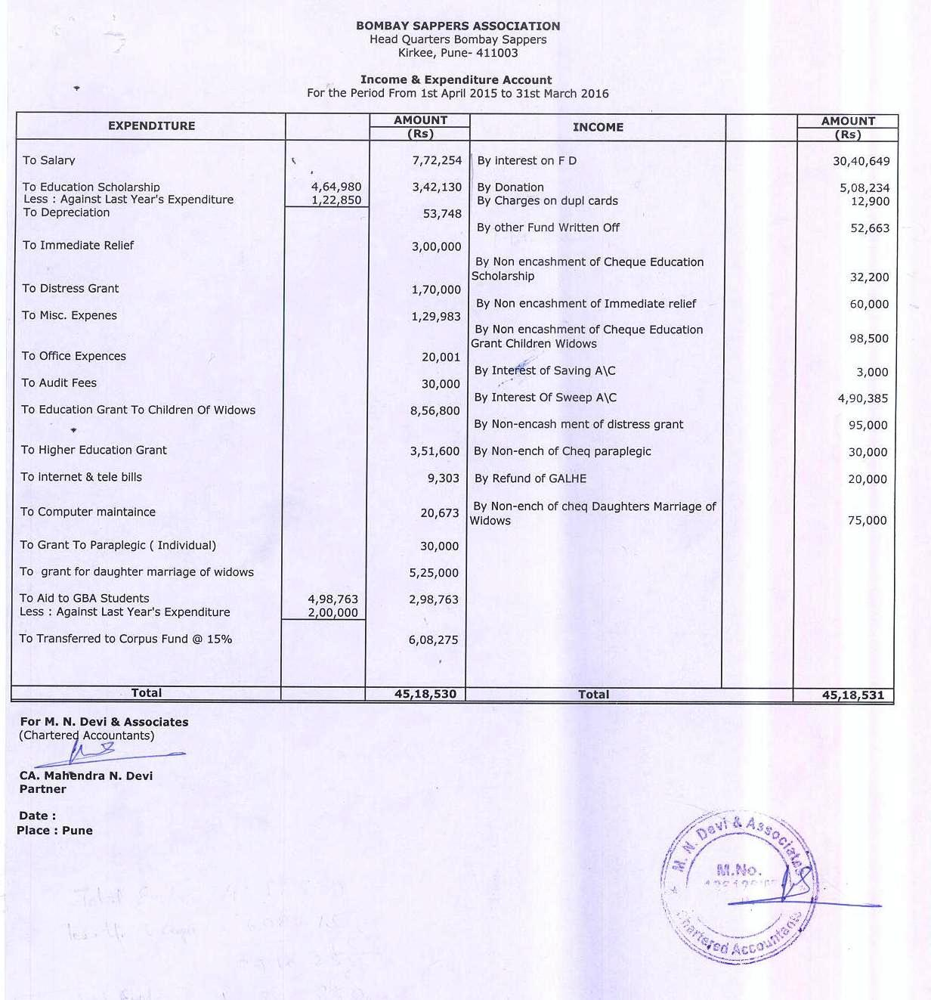 BOMBAY SAPPERS ASSOCIATION
Head Quarters Bombay Sappers
Kirkee, Pune- 411003
Income & Expenditure Account
For the Period From 1st April 2015 to 31st March 2016
EXPENDITURE AMOUNT (Rs) INCOME AMOUNT (Rs)
To Salary 7,72,254 By interest on F D 30,40,649
To Education Scholarship 4,64,980 3,42,130 By Donation 5,08,234
Less : Against Last Year's Expenditure 1,22,850 By Charges on dupl cards 12,900
To Depreciation 53,748
By other Fund Written Off 52,663
To Immediate Relief 3,00,000
By Non encashment of Cheque Education
Scholarship 32,200
To Distress Grant 1,70,000
By Non encashment of Immediate relief 60,000
To Misc. Expenes 1,29,983
By Non encashment of Cheque Education
Grant Children Widows 98,500
To Office Expences 20,001
By Interest of Saving A\C 3,000
To Audit Fees 30,000
By Interest Of Sweep A\C 4,90,385
To Education Grant To Children Of Widows 8,56,800
By Non-encash ment of distress grant 95,000
To Higher Education Grant 3,51,600 By Non-ench of Cheq paraplegic 30,000
To internet & tele bills 9,303 By Refund of GALHE 20,000
To Computer maintaince 20,673 By Non-ench of cheq Daughters Marriage of
Widows 75,000
To Grant To Paraplegic ( Individual) 30,000
To grant for daughter marriage of widows 5,25,000
To Aid to GBA Students 4,98,763 2,98,763
Less : Against Last Year's Expenditure 2,00,000
To Transferred to Corpus Fund @ 15% 6,08,275
Total 45,18,530 Total 45,18,531
For M. N. Devi & Associates
(Chartered Accountants)
CA. Mahendra N. Devi
Partner
Date :
Place : Pune
M. N. Devi & Associates
M.No.
Chartered Accountants